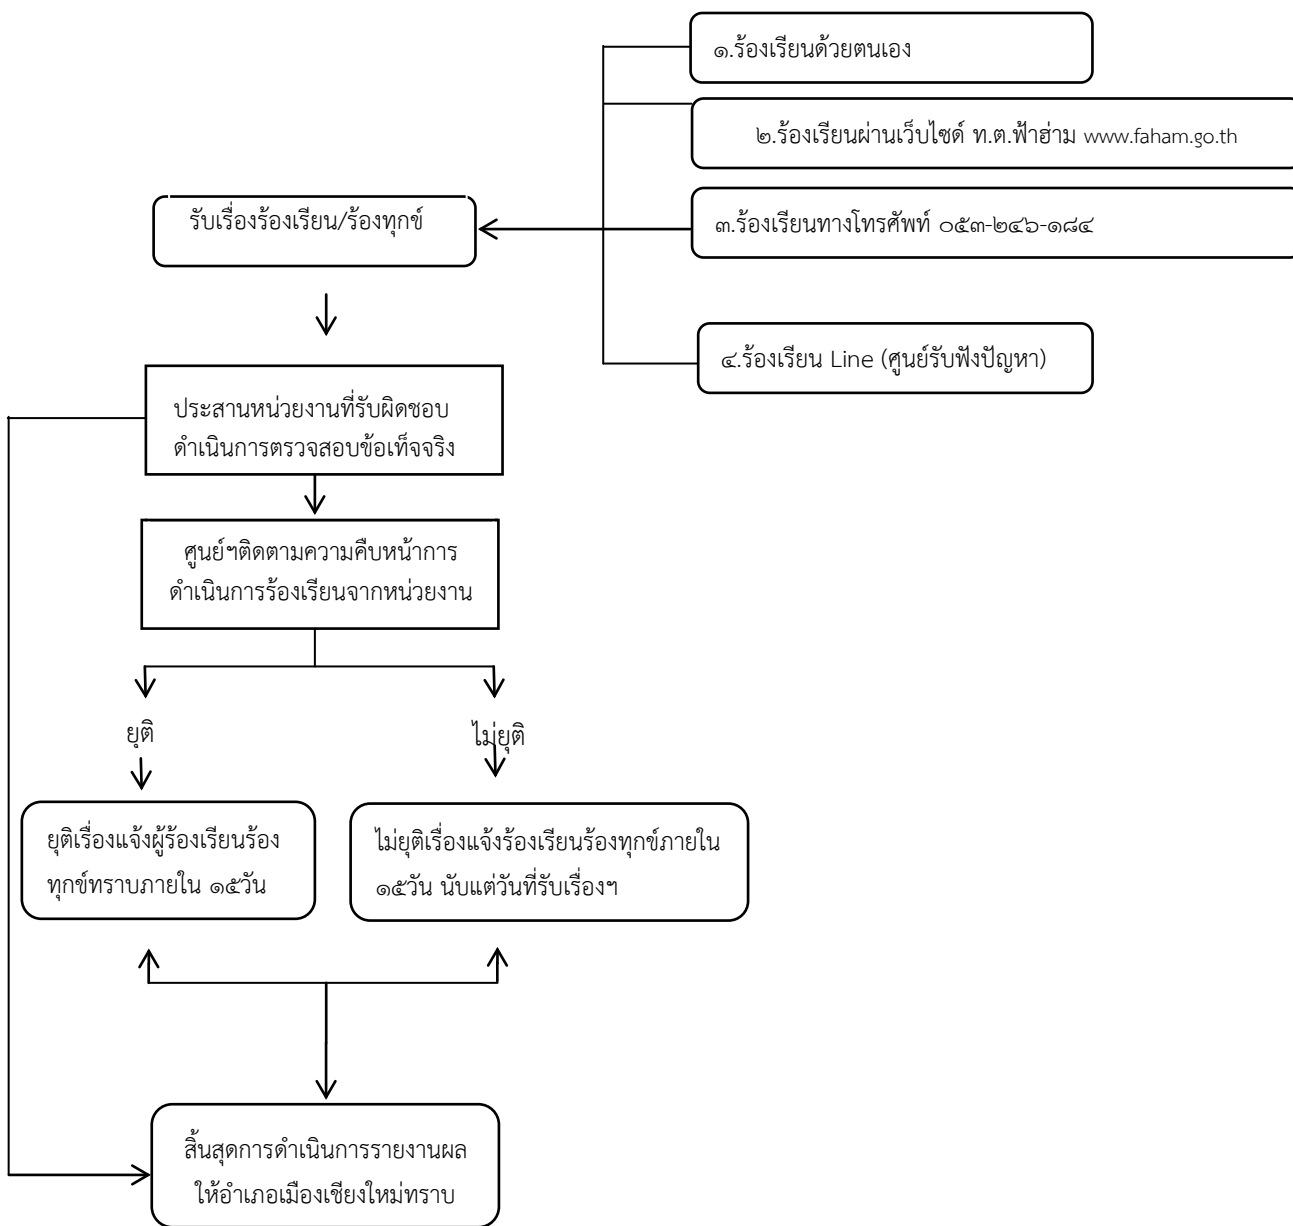 ๑.ร้องเรียนด้วยตนเอง
๒.ร้องเรียนผ่านเว็บไซด์ ท.ต.ฟ้าฮ่าม www.faham.go.th
รับเรื่องร้องเรียน/ร้องทุกข์
๓.ร้องเรียนทางโทรศัพท์ ๐๕๓-๒๔๖-๑๘๔
๔.ร้องเรียน Line (ศูนย์รับฟังปัญหา)
ประสานหน่วยงานที่รับผิดชอบ
ดำเนินการตรวจสอบข้อเท็จจริง
ศูนย์ฯติดตามความคืบหน้าการ
ดำเนินการร้องเรียนจากหน่วยงาน
ยุติ
ไม่ยุติ
ยุติเรื่องแจ้งผู้ร้องเรียนร้อง
ทุกข์ทราบภายใน ๑๕วัน
ไม่ยุติเรื่องแจ้งร้องเรียนร้องทุกข์ภายใน
๑๕วัน นับแต่วันที่รับเรื่องฯ
สิ้นสุดการดำเนินการรายงานผล
ให้อำเภอเมืองเชียงใหม่ทราบ